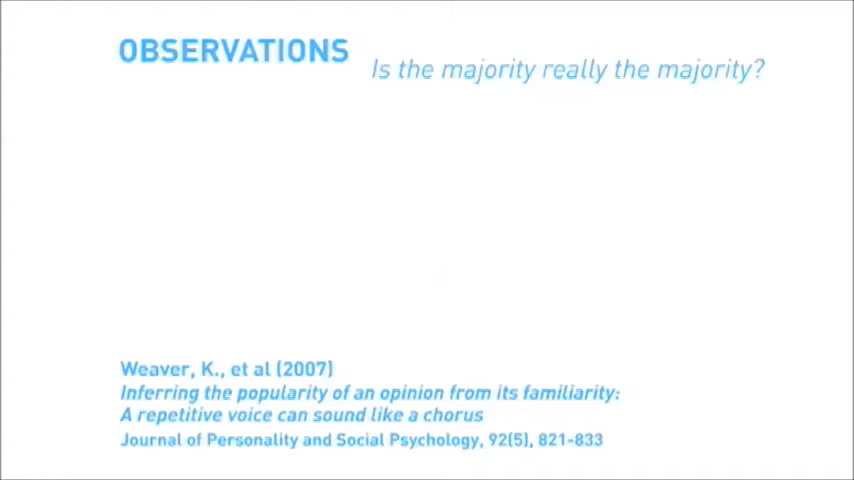 OBSERVATIONS
Is the majority really the majority?
Weaver, K., et al (2007)
Inferring the popularity of an opinion from its familiarity:
A repetitive voice can sound like a chorus
Journal of Personality and Social Psychology, 92(5), 821-833